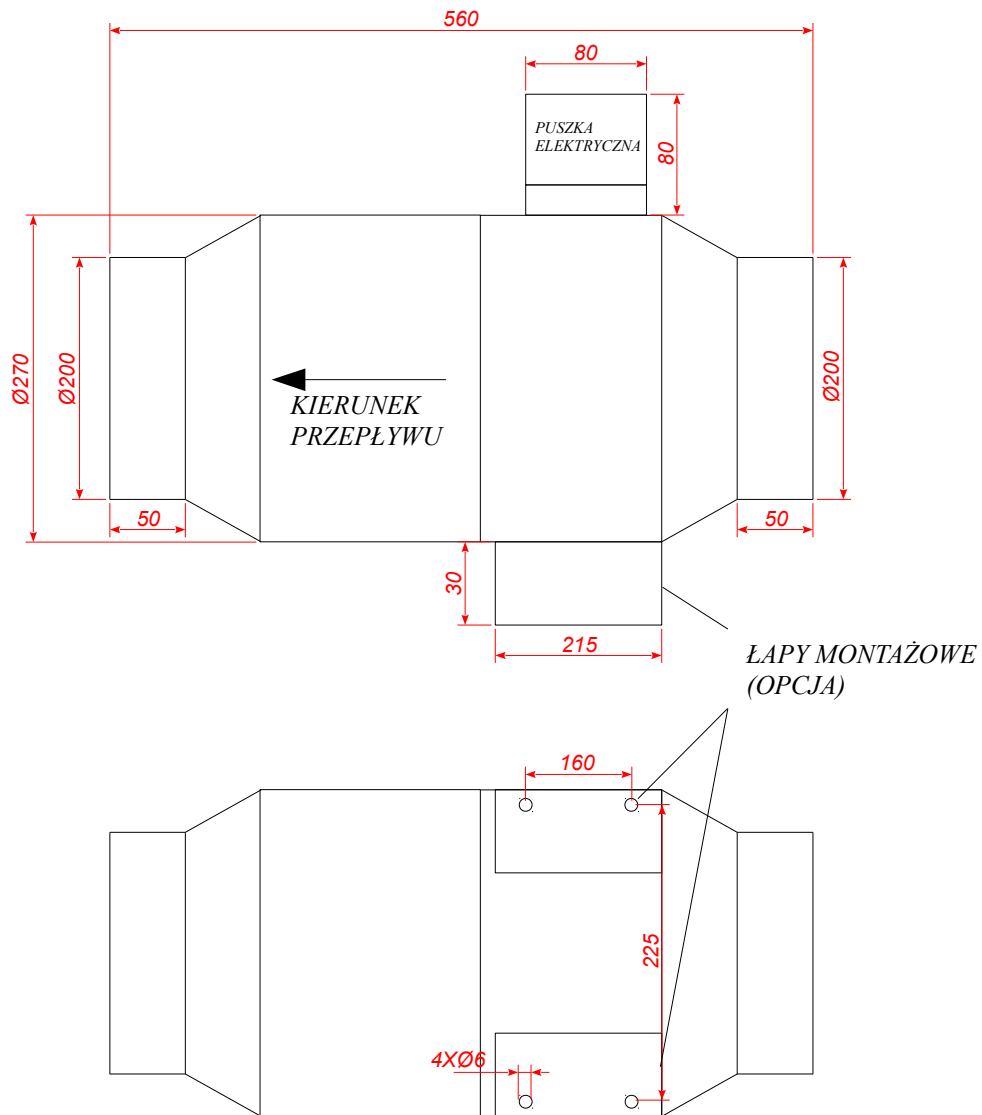 560
80
PUSZKA
ELEKTRYCZNA
80
Ø270
Ø200
Ø200
KIERUNEK
PRZEPŁYWU
50
50
30
215
ŁAPY MONTAŻOWE
(OPCJA)
160
225
4XØ6